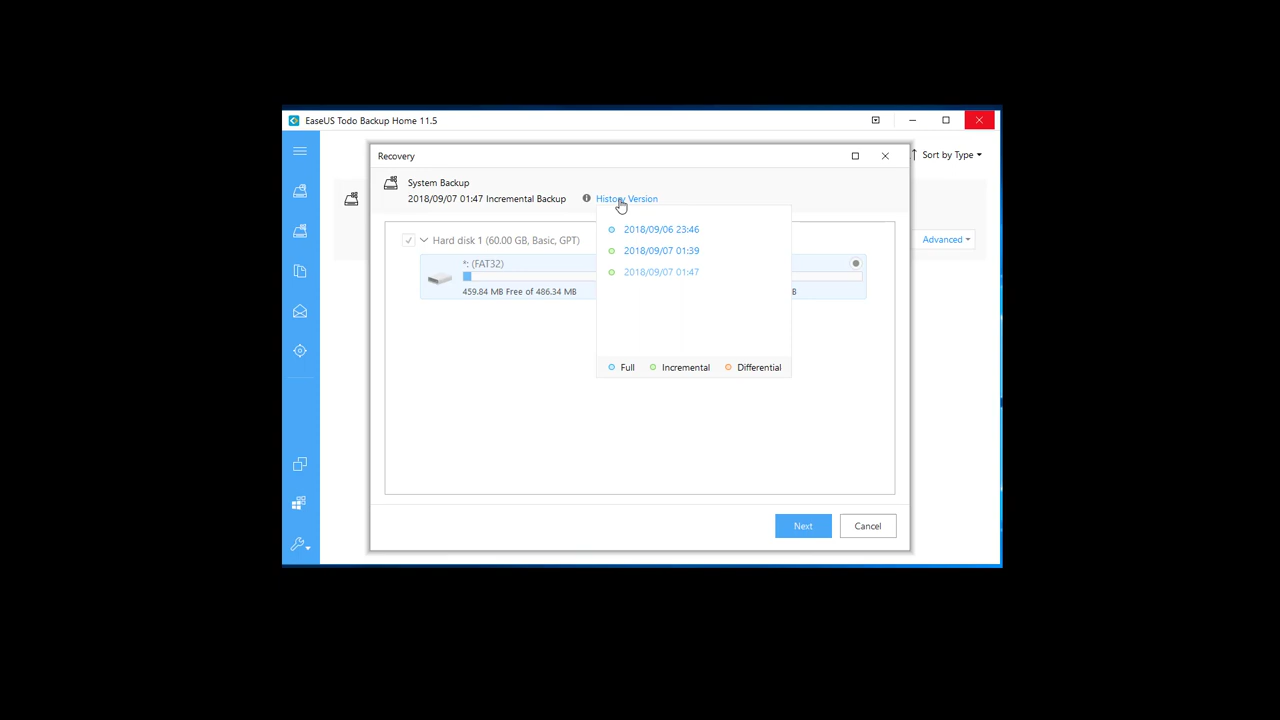 EaseUS Todo Backup Home 11.5
Sort by Type
Recovery
System Backup
2018/09/07 01:47 Incremental Backup
History Version
Advanced
2018/09/06 23:46
2018/09/07 01:39
2018/09/07 01:47
Hard disk 1 (60.00 GB, Basic, GPT)
*: (FAT32)
459.84 MB Free of 486.34 MB
B
Full
Incremental
Differential
Next
Cancel